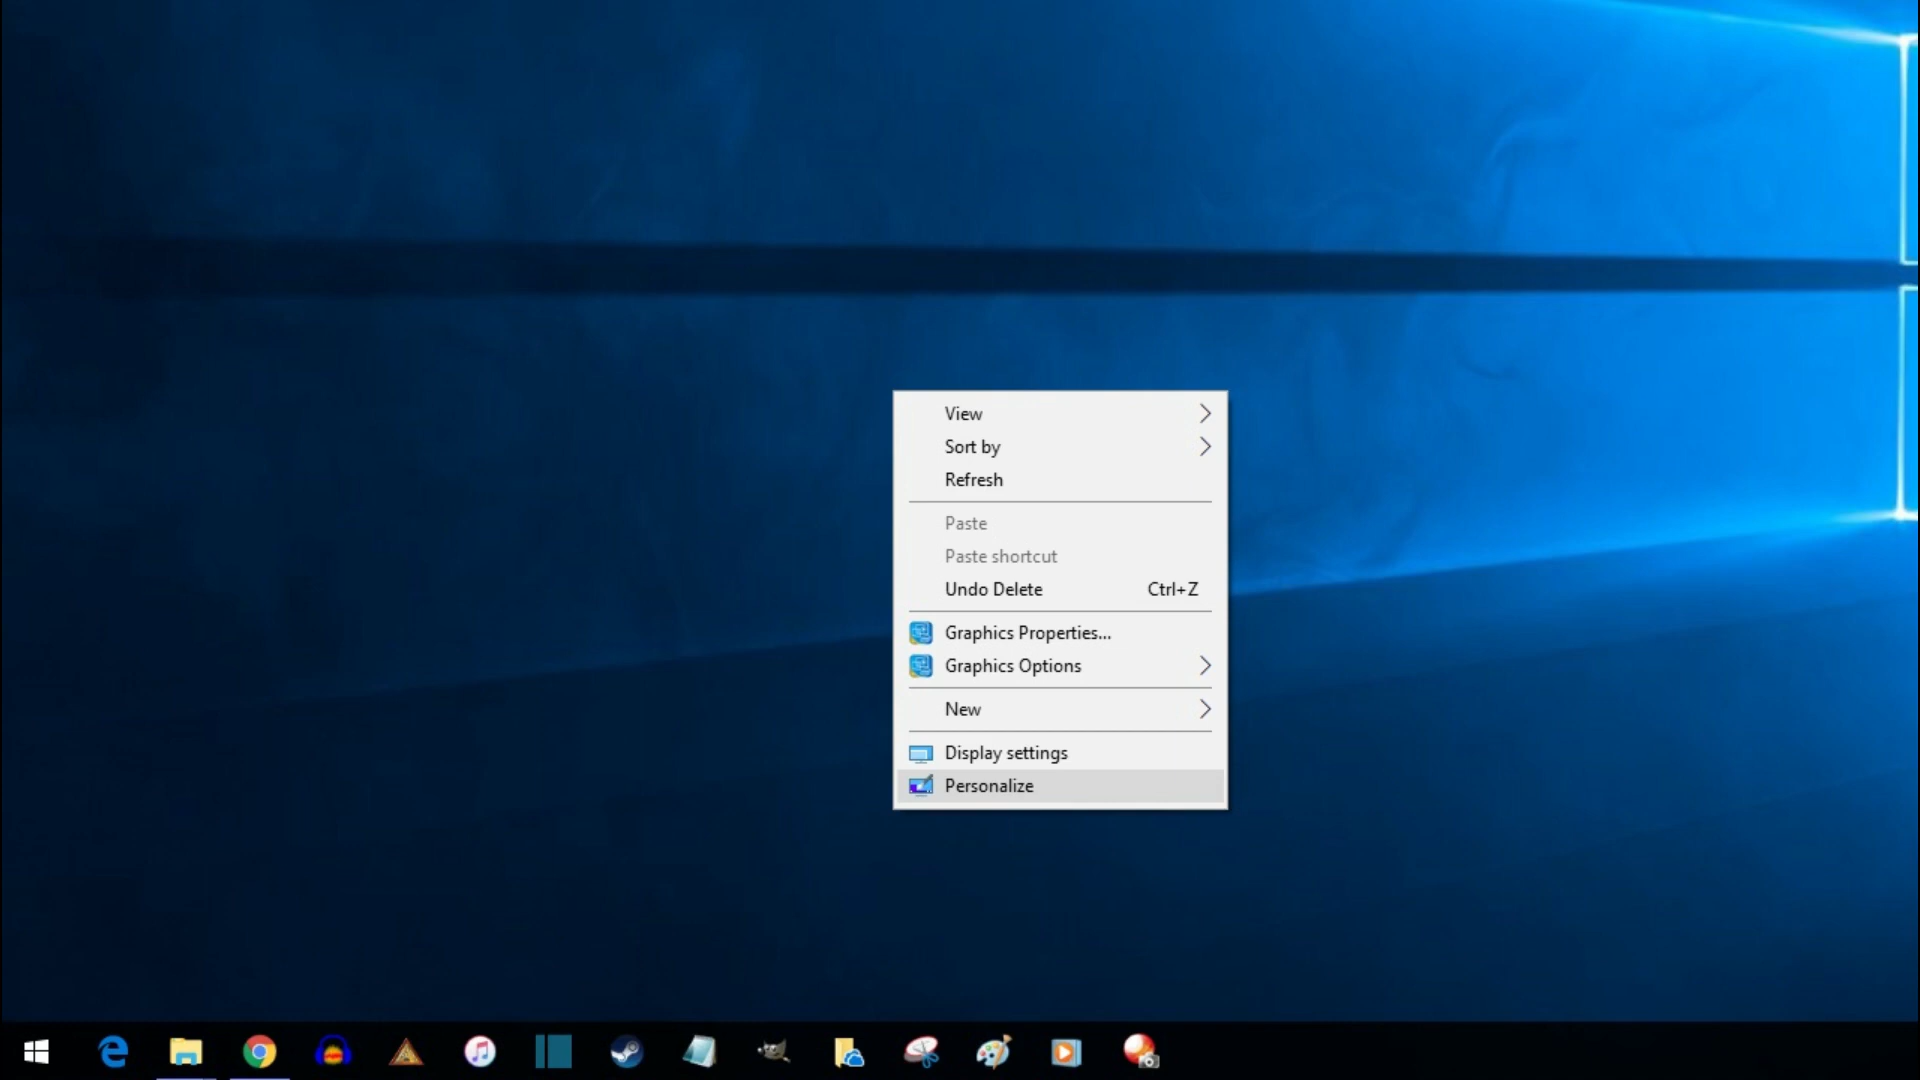 View
Sort by
Refresh
Paste
Paste shortcut
Undo Delete Ctrl+Z
Graphics Properties...
Graphics Options
New
Display settings
Personalize